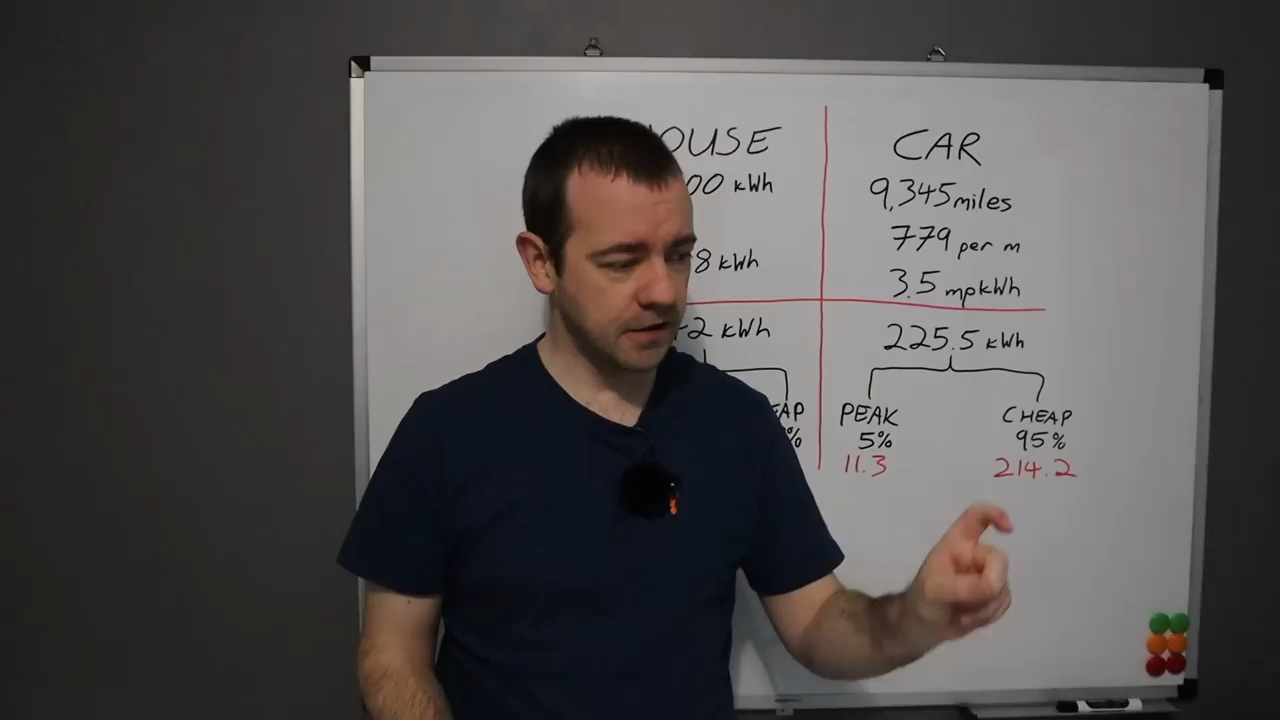 OUSE
00 kWh
8 kWh
2 kWh
EAP
%
CAR
9,345 miles
779 per m
3.5 mpkWh
225.5 kWh
PEAK
5%
11.3
CHEAP
95%
214.2